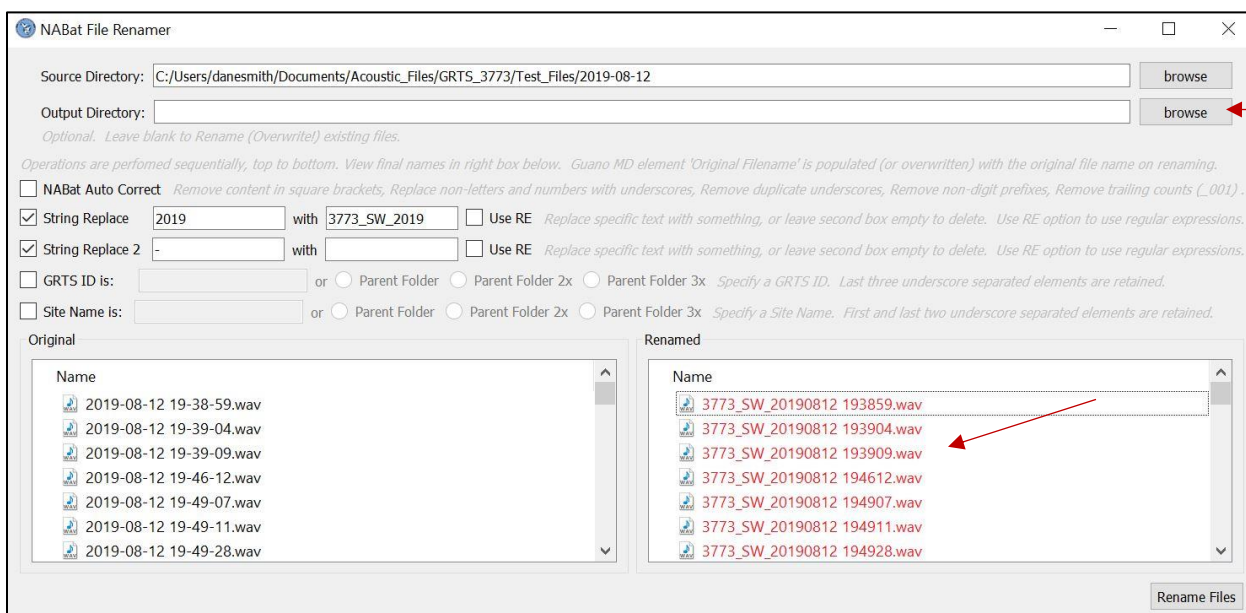 NABat File Renamer
Source Directory: C:/Users/danesmith/Documents/Acoustic_Files/GRTS_3773/Test_Files/2019-08-12 browse
Output Directory: browse
Optional. Leave blank to Rename (Overwrite!) existing files.
Operations are perfomed sequentially, top to bottom. View final names in right box below. Guano MD element 'Original Filename' is populated (or overwritten) with the original file name on renaming.
NABat Auto Correct Remove content in square brackets, Replace non-letters and numbers with underscores, Remove duplicate underscores, Remove non-digit prefixes, Remove trailing counts (_001) .
String Replace 2019 with 3773_SW_2019 Use RE Replace specific text with something, or leave second box empty to delete. Use RE option to use regular expressions.
String Replace 2 - with Use RE Replace specific text with something, or leave second box empty to delete. Use RE option to use regular expressions.
GRTS ID is: or Parent Folder Parent Folder 2x Parent Folder 3x Specify a GRTS ID. Last three underscore separated elements are retained.
Site Name is: or Parent Folder Parent Folder 2x Parent Folder 3x Specify a Site Name. First and last two underscore separated elements are retained.
Original
Name
2019-08-12 19-38-59.wav
2019-08-12 19-39-04.wav
2019-08-12 19-39-09.wav
2019-08-12 19-46-12.wav
2019-08-12 19-49-07.wav
2019-08-12 19-49-11.wav
2019-08-12 19-49-28.wav
Renamed
Name
3773_SW_20190812 193859.wav
3773_SW_20190812 193904.wav
3773_SW_20190812 193909.wav
3773_SW_20190812 194612.wav
3773_SW_20190812 194907.wav
3773_SW_20190812 194911.wav
3773_SW_20190812 194928.wav
Rename Files